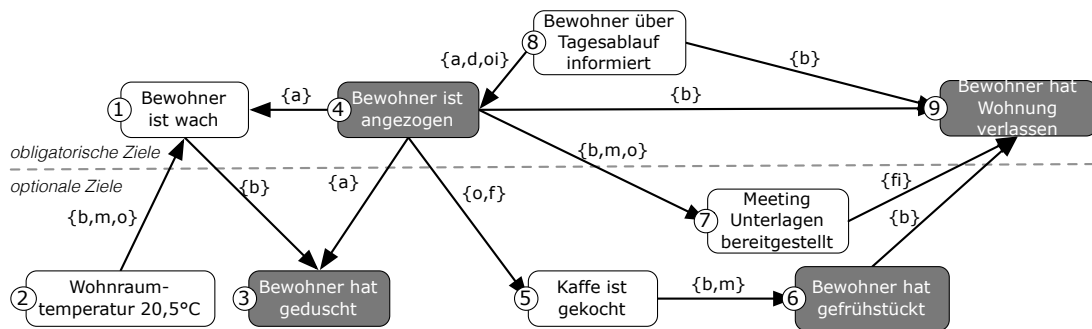 8
Bewohner über
Tagesablauf
informiert
{a,d,oi}
{b}
1
Bewohner
ist wach
{a}
4
Bewohner ist
angezogen
{b}
9
Bewohner hat
Wohnung
verlassen
obligatorische Ziele
optionale Ziele
{b,m,o}
{b}
{a}
{o,f}
{b,m,o}
{fi}
7
Meeting
Unterlagen
bereitgestellt
{b}
2
Wohnraum-
temperatur 20,5°C
3
Bewohner hat
geduscht
5
Kaffe ist
gekocht
{b,m}
6
Bewohner hat
gefrühstückt